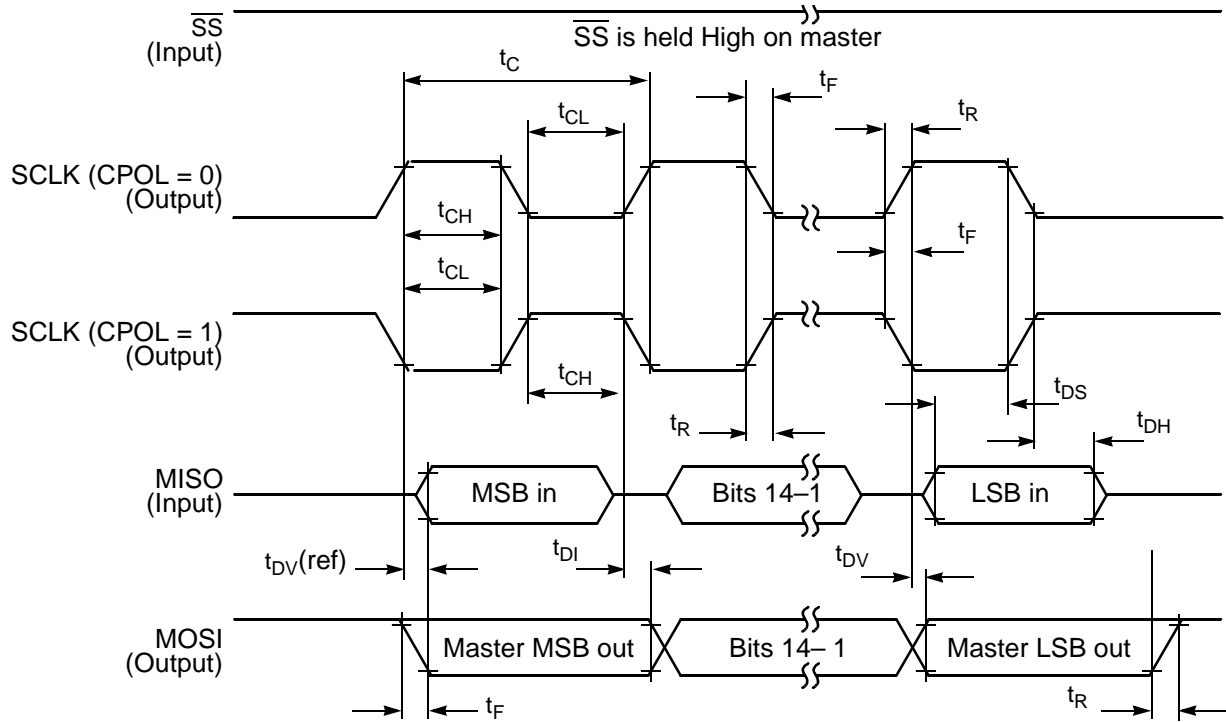 SS
(Input)
SS is held High on master
tC
tF
tR
tCL
SCLK (CPOL = 0)
(Output)
tCH
tF
tCL
SCLK (CPOL = 1)
(Output)
tCH
tDS
tR
tDH
MISO
(Input)
MSB in
Bits 14–1
LSB in
tDV(ref)
tDI
tDV
MOSI
(Output)
Master MSB out
Bits 14– 1
Master LSB out
tF
tR